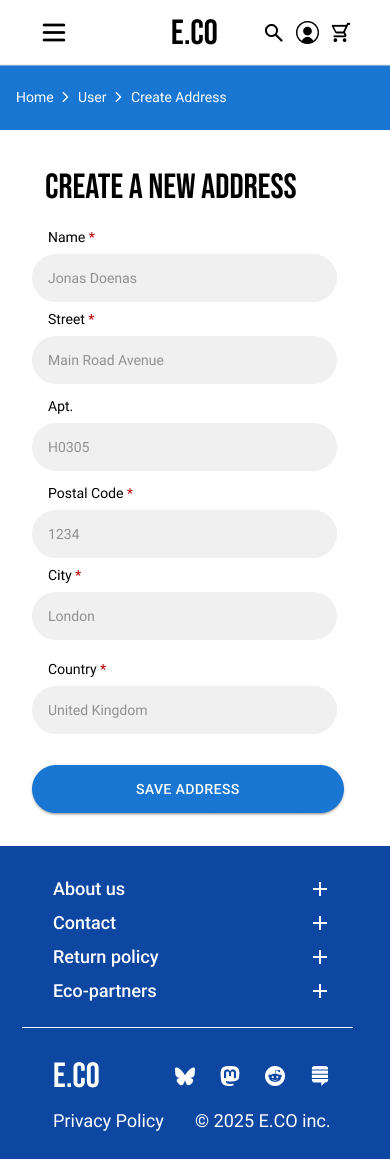 E.CO
Home > User > Create Address
CREATE A NEW ADDRESS
Name *
Jonas Doenas
Street *
Main Road Avenue
Apt.
H0305
Postal Code *
1234
City *
London
Country *
United Kingdom
SAVE ADDRESS
About us
Contact
Return policy
Eco-partners
E.CO
Privacy Policy © 2025 E.CO inc.